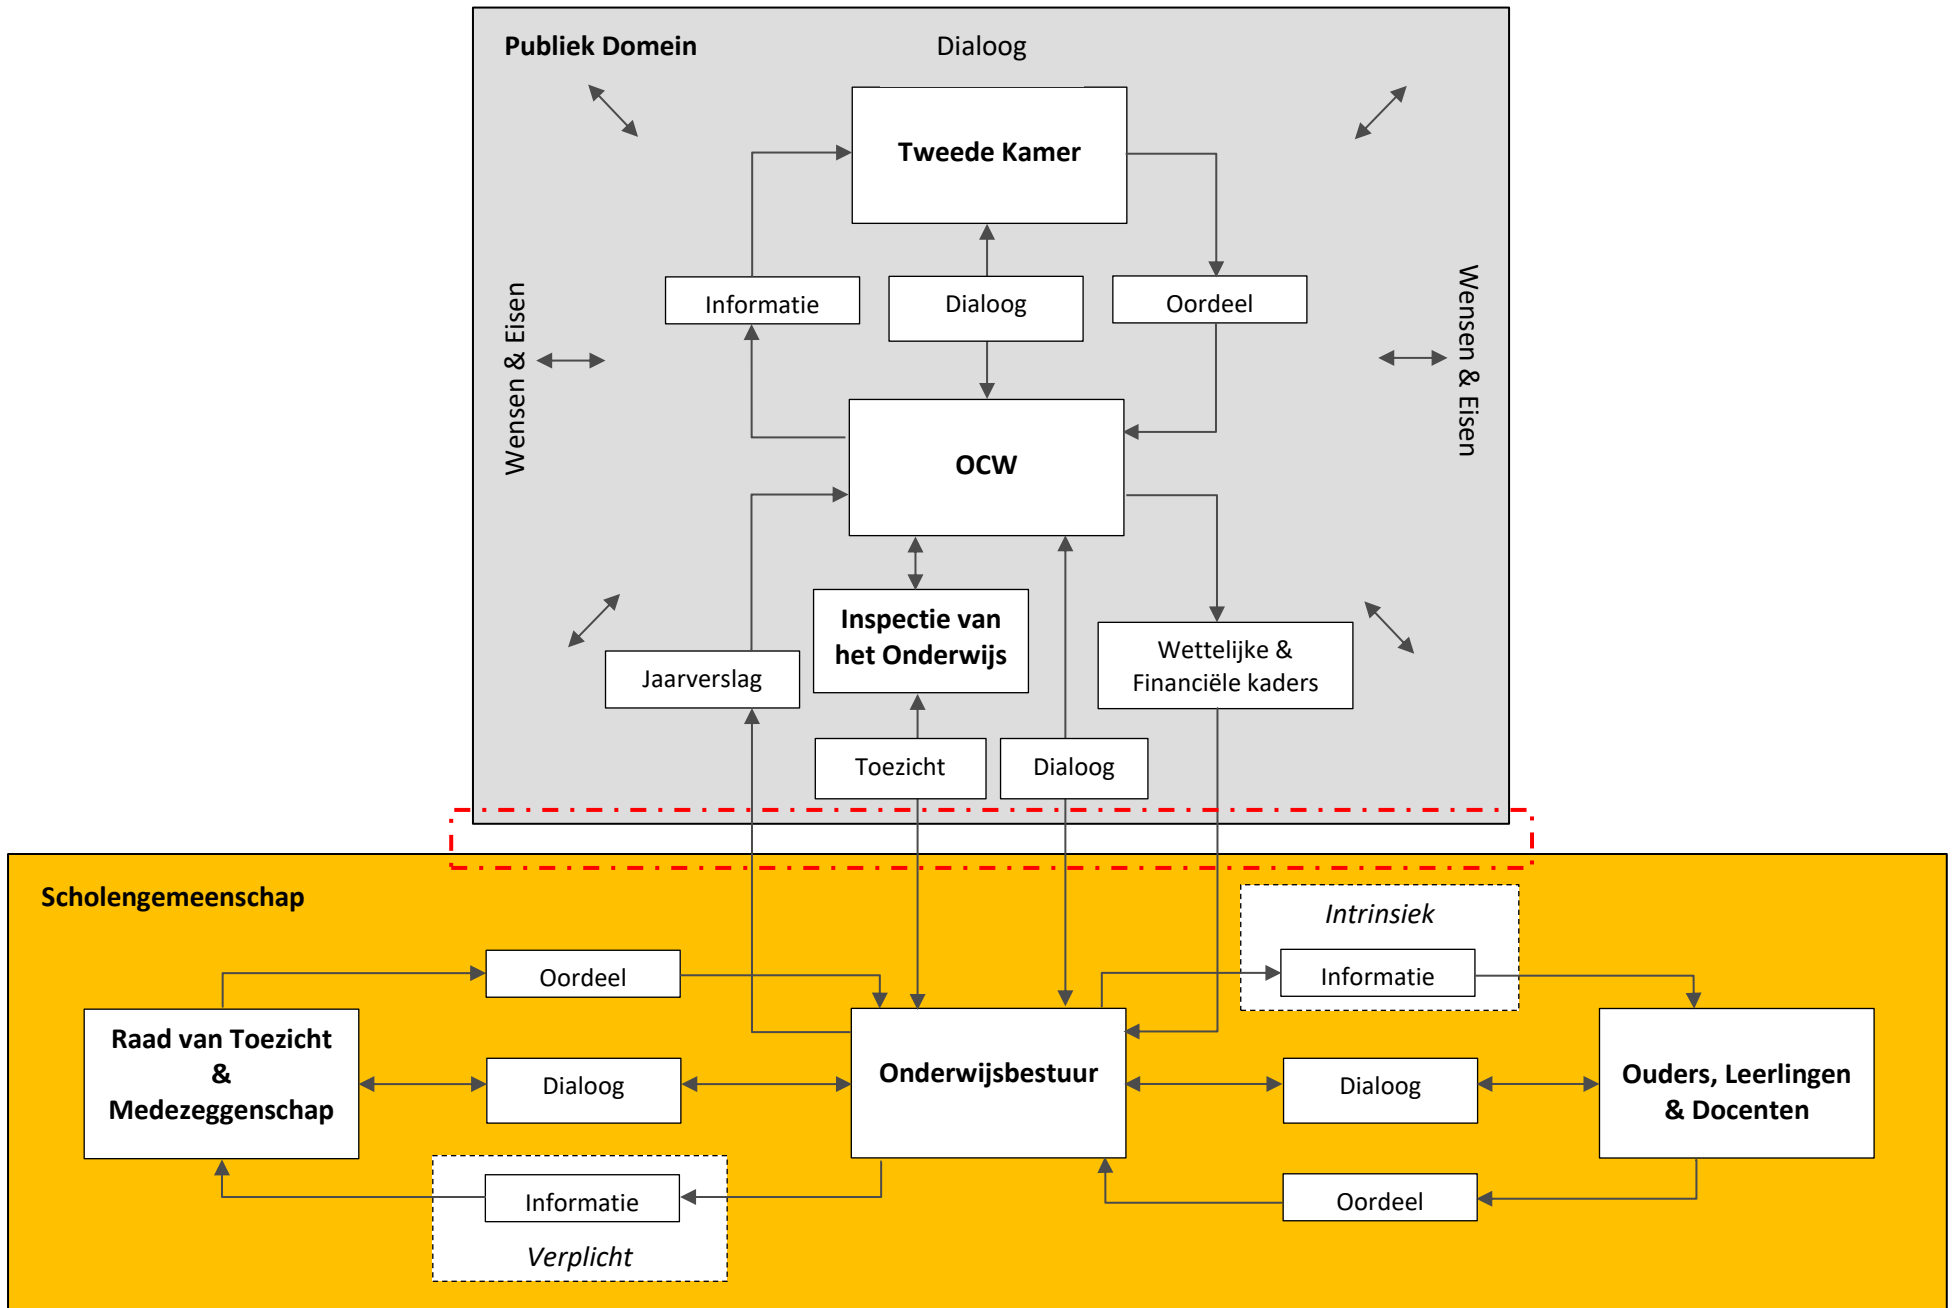 Publiek Domein
Dialoog
Tweede Kamer
Wensen & Eisen
Informatie
Dialoog
Oordeel
Wensen & Eisen
OCW
Inspectie van
het Onderwijs
Jaarverslag
Wettelijke &
Financiële kaders
Toezicht
Dialoog
Scholengemeenschap
Intrinsiek
Oordeel
Informatie
Raad van Toezicht
&
Medezeggenschap
Dialoog
Onderwijsbestuur
Dialoog
Ouders, Leerlingen
& Docenten
Informatie
Verplicht
Oordeel